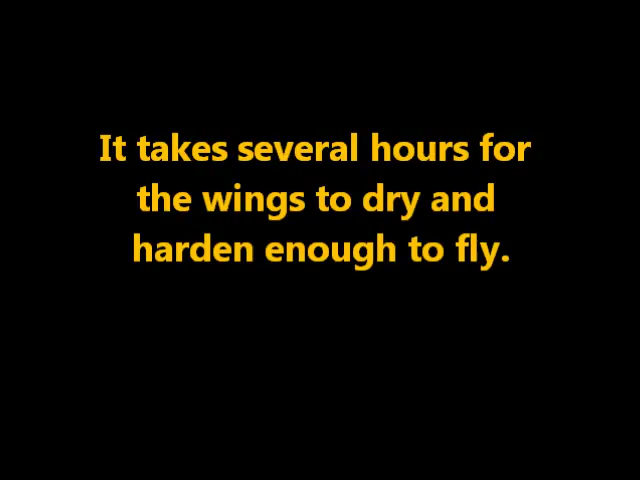 It takes several hours for
the wings to dry and
harden enough to fly.